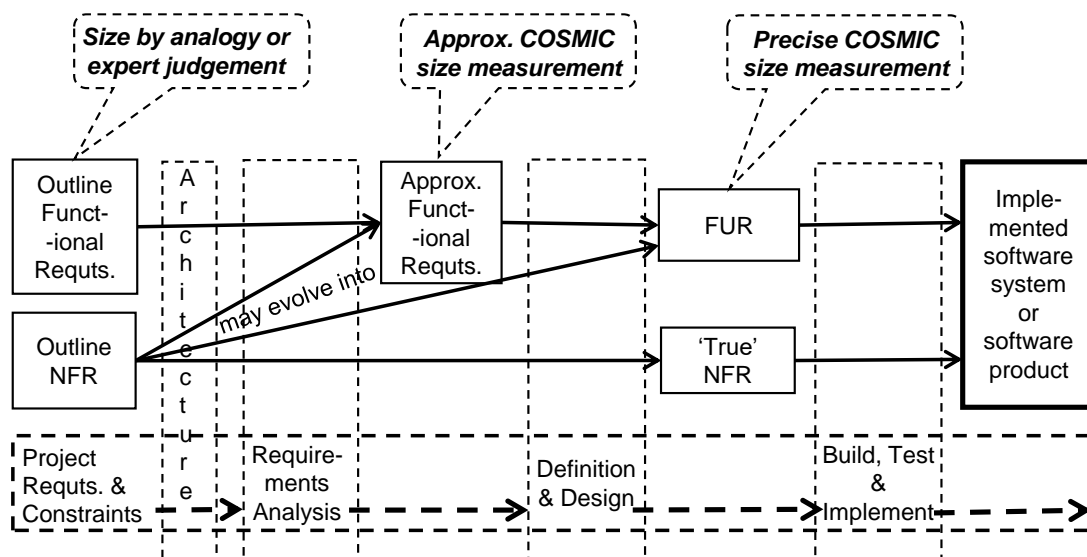 Size by analogy or
expert judgement
Approx. COSMIC
size measurement
Precise COSMIC
size measurement
Outline
Funct-
-ional
Requts.
Architecture
Approx.
Funct-
-ional
Requts.
FUR
Imple-
mented
software
system
or
software
product
may evolve into
Outline
NFR
‘True’
NFR
Project
Requts. &
Constraints
Require-
ments
Analysis
Definition
& Design
Build, Test
&
Implement